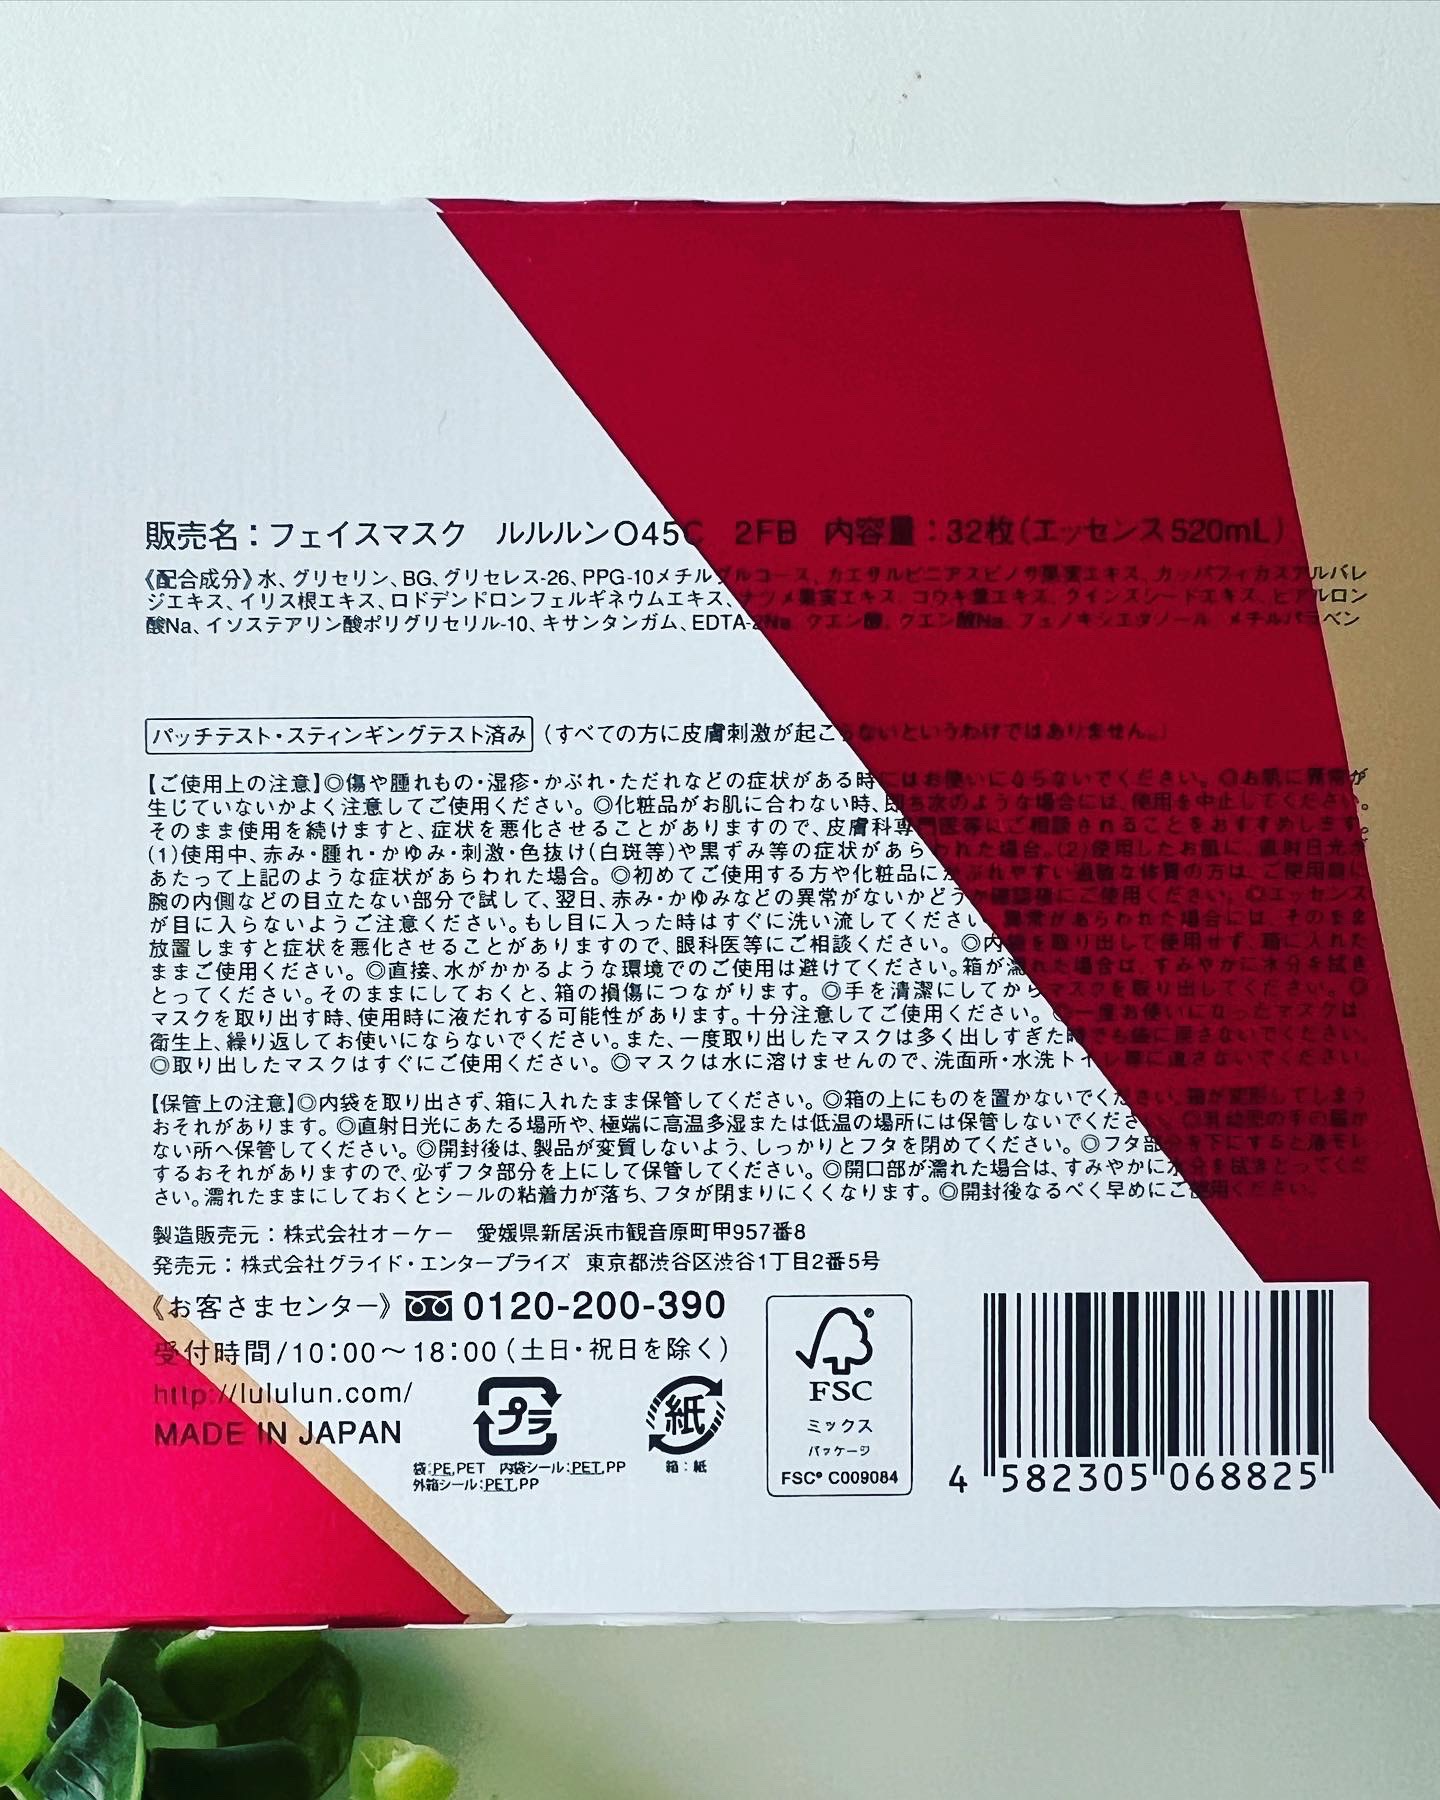 販売名：フェイスマスク　ルルルンO45C　2FB　内容量：32枚(エッセンス520mL)
《配合成分》水、グリセリン、BG、グリセレス-26、PPG-10メチルグルコース、カエサルピニアスピノサ果実エキス、カッパフィカスアルバレ
ジエキス、イリス根エキス、ロドデンドロンフェルギネウムエキス、ナツメ果実エキス、コウキ葉エキス、クインスシードエキス、ヒアルロン
酸Na、イソステアリン酸ポリグリセリル-10、キサンタンガム、EDTA-2Na、クエン酸、クエン酸Na、フェノキシエタノール、メチルパラベン
パッチテスト・スティンギングテスト済み (すべての方に皮膚刺激が起こらないというわけではありません。)
【ご使用上の注意】◎傷や腫れもの・湿疹・かぶれ・ただれなどの症状がある時にはお使いにならないでください。◎お肌に異常が
生じていないかよく注意してご使用ください。◎化粧品がお肌に合わない時、即ち次のような場合には、使用を中止してください。
そのまま使用を続けますと、症状を悪化させることがありますので、皮膚科専門医等にご相談されることをおすすめします。
(1)使用中、赤み・腫れ・かゆみ・刺激・色抜け(白斑等)や黒ずみ等の症状があらわれた場合。(2)使用したお肌に、直射日光が
あたって上記のような症状があらわれた場合。◎初めてご使用する方や化粧品にかぶれやすい過敏な体質の方は、ご使用前に
腕の内側などの目立たない部分で試して、翌日、赤み・かゆみなどの異常がないかどうか確認後にご使用ください。◎エッセンス
が目に入らないようご注意ください。もし目に入った時はすぐに洗い流してください。異常があらわれた場合には、そのまま
放置しますと症状を悪化させることがありますので、眼科医等にご相談ください。◎内袋を取り出して使用せず、箱に入れた
ままご使用ください。◎直接、水がかかるような環境でのご使用は避けてください。箱が濡れた場合は、すみやかに水分を拭き
とってください。そのままにしておくと、箱の損傷につながります。◎手を清潔にしてからマスクを取り出してください。◎
マスクを取り出す時、使用時に液だれする可能性があります。十分注意してご使用ください。◎一度お使いになったマスクは、
衛生上、繰り返してお使いにならないでください。また、一度取り出したマスクは多く出しすぎた時でも袋に戻さないでください。
◎取り出したマスクはすぐにご使用ください。◎マスクは水に溶けませんので、洗面所・水洗トイレ等に流さないでください。
【保管上の注意】◎内袋を取り出さず、箱に入れたまま保管してください。◎箱の上にものを置かないでください。箱が変形してしまう
おそれがあります。◎直射日光にあたる場所や、極端に高温多湿または低温の場所には保管しないでください。◎乳幼児の手の届か
ない所へ保管してください。◎開封後は、製品が変質しないよう、しっかりとフタを閉めてください。◎フタ部分を下にすると液モレ
するおそれがありますので、必ずフタ部分を上にして保管してください。◎開口部が濡れた場合は、すみやかに水分を拭きとってくだ
さい。濡れたままにしておくとシールの粘着力が落ち、フタが閉まりにくくなります。◎開封後なるべく早めにご使用ください。
製造販売元：株式会社オーケー　愛媛県新居浜市観音原町甲957番8
発売元：株式会社グライド・エンタープライズ　東京都渋谷区渋谷1丁目2番5号
《お客さまセンター》0120-200-390
受付時間/10:00～18:00(土日・祝日を除く)
http://lululun.com/
MADE IN JAPAN
プラ
袋:PE,PET　内袋シール:PET,PP
外箱シール:PET,PP
紙
箱：紙
FSC
ミックス
パッケージ
FSC® C009084
4 582305 068825